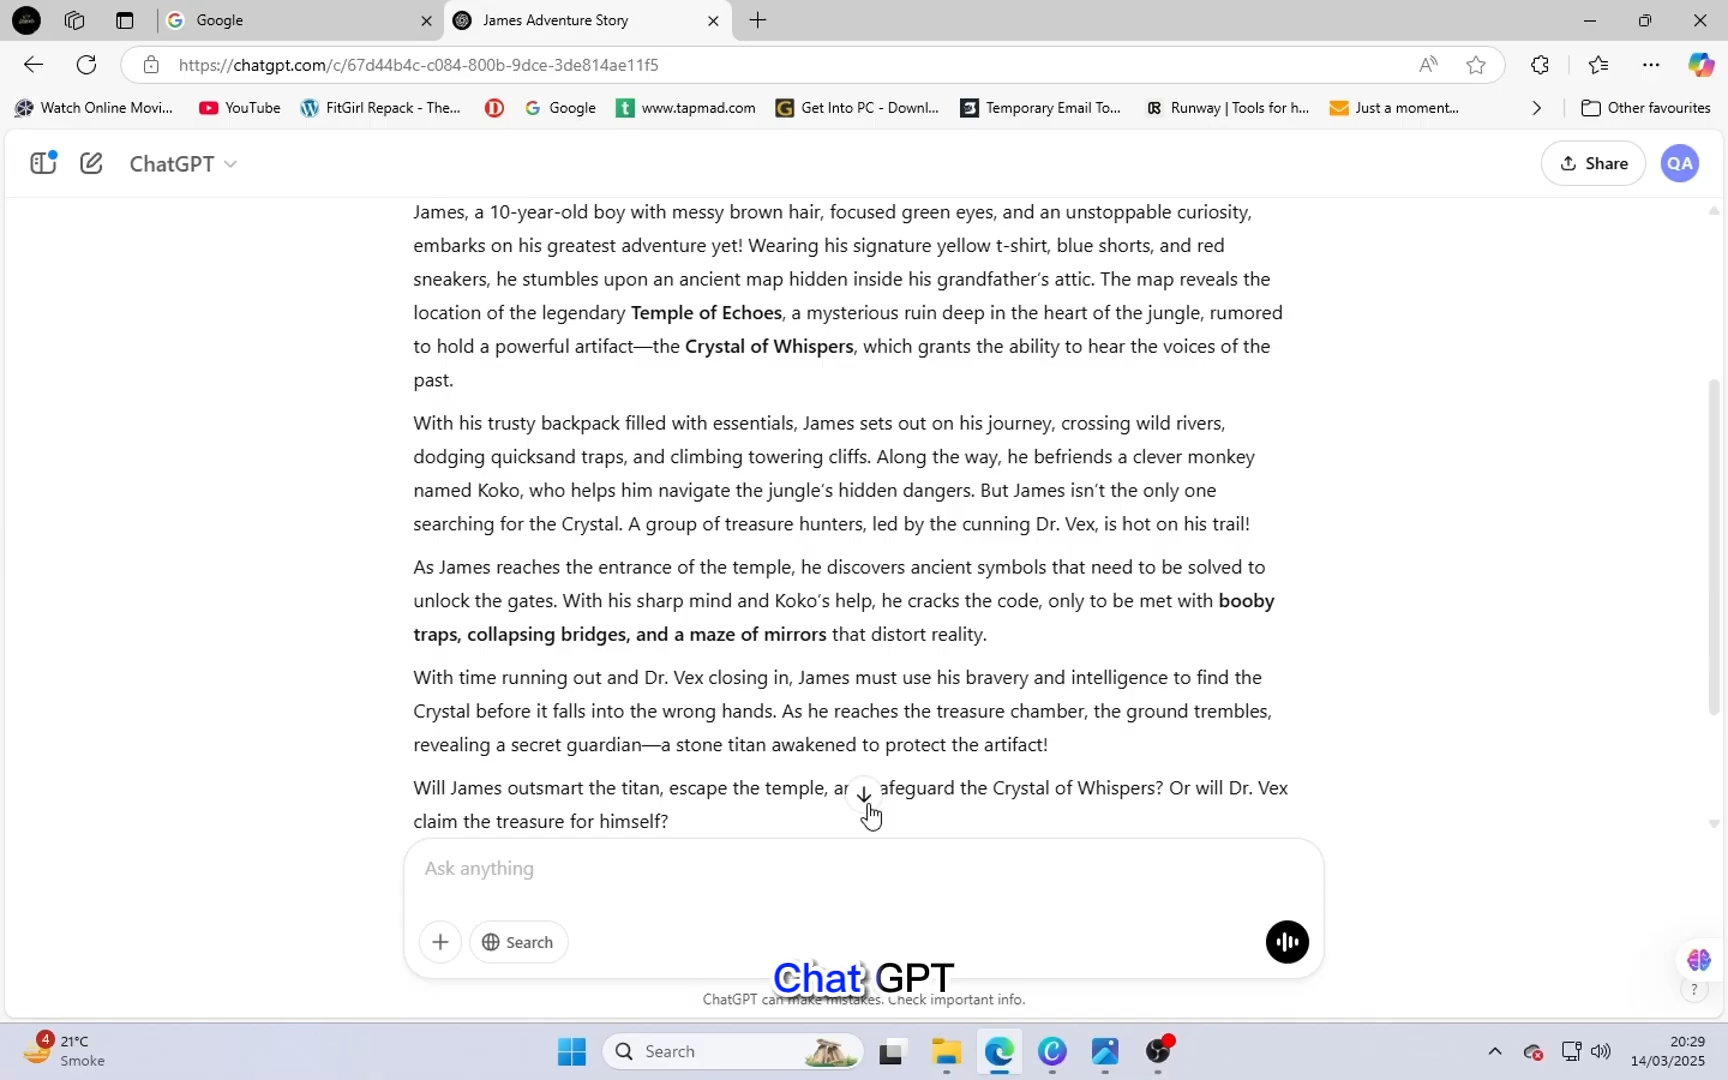 Google
James Adventure Story
https://chatgpt.com/c/67d44b4c-c084-800b-9dce-3de814ae11f5
Watch Online Movi...
YouTube
FitGirl Repack - The...
Google
www.tapmad.com
Get Into PC - Downl...
Temporary Email To...
Runway | Tools for h...
Just a moment...
Other favourites
ChatGPT
Share
QA
James, a 10-year-old boy with messy brown hair, focused green eyes, and an unstoppable curiosity,
embarks on his greatest adventure yet! Wearing his signature yellow t-shirt, blue shorts, and red
sneakers, he stumbles upon an ancient map hidden inside his grandfather's attic. The map reveals the
location of the legendary Temple of Echoes, a mysterious ruin deep in the heart of the jungle, rumored
to hold a powerful artifact—the Crystal of Whispers, which grants the ability to hear the voices of the
past.
With his trusty backpack filled with essentials, James sets out on his journey, crossing wild rivers,
dodging quicksand traps, and climbing towering cliffs. Along the way, he befriends a clever monkey
named Koko, who helps him navigate the jungle's hidden dangers. But James isn't the only one
searching for the Crystal. A group of treasure hunters, led by the cunning Dr. Vex, is hot on his trail!
As James reaches the entrance of the temple, he discovers ancient symbols that need to be solved to
unlock the gates. With his sharp mind and Koko's help, he cracks the code, only to be met with booby
traps, collapsing bridges, and a maze of mirrors that distort reality.
With time running out and Dr. Vex closing in, James must use his bravery and intelligence to find the
Crystal before it falls into the wrong hands. As he reaches the treasure chamber, the ground trembles,
revealing a secret guardian—a stone titan awakened to protect the artifact!
Will James outsmart the titan, escape the temple, afeguard the Crystal of Whispers? Or will Dr. Vex
claim the treasure for himself?
Ask anything
Search
Chat GPT
ChatGPT can make mistakes. Check important info.
?
4
21°C
Smoke
Search
20:29
14/03/2025